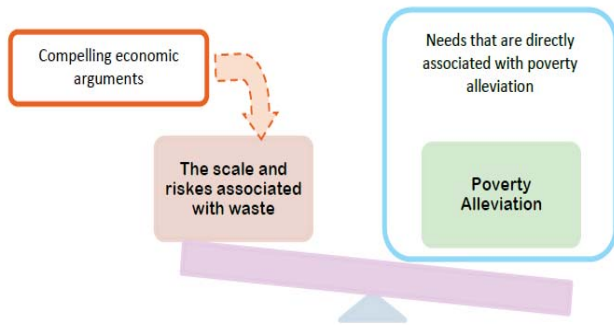 Compelling economic
arguments
Needs that are directly
associated with poverty
alleviation
The scale and
riskes associated
with waste
Poverty
Alleviation